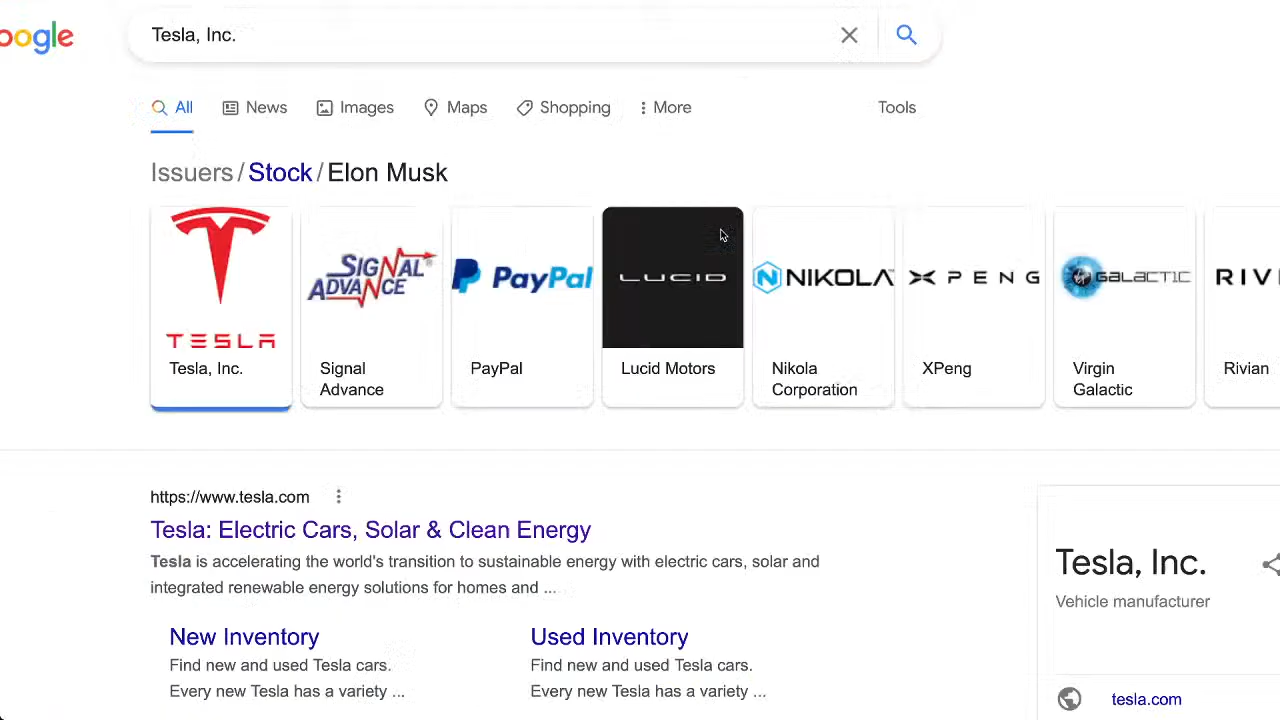 oogle
Tesla, Inc.
All News Images Maps Shopping More Tools
Issuers / Stock / Elon Musk
TESLA
SIGNAL ADVANCE
PayPal
LUCID
NIKOLA
XPENG
GALACTIC
RIVI
Tesla, Inc.
Signal
Advance
PayPal
Lucid Motors
Nikola
Corporation
XPeng
Virgin
Galactic
Rivian
https://www.tesla.com
Tesla: Electric Cars, Solar & Clean Energy
Tesla is accelerating the world's transition to sustainable energy with electric cars, solar and
integrated renewable energy solutions for homes and ...
New Inventory
Find new and used Tesla cars.
Every new Tesla has a variety ...
Used Inventory
Find new and used Tesla cars.
Every new Tesla has a variety ...
Tesla, Inc.
Vehicle manufacturer
tesla.com